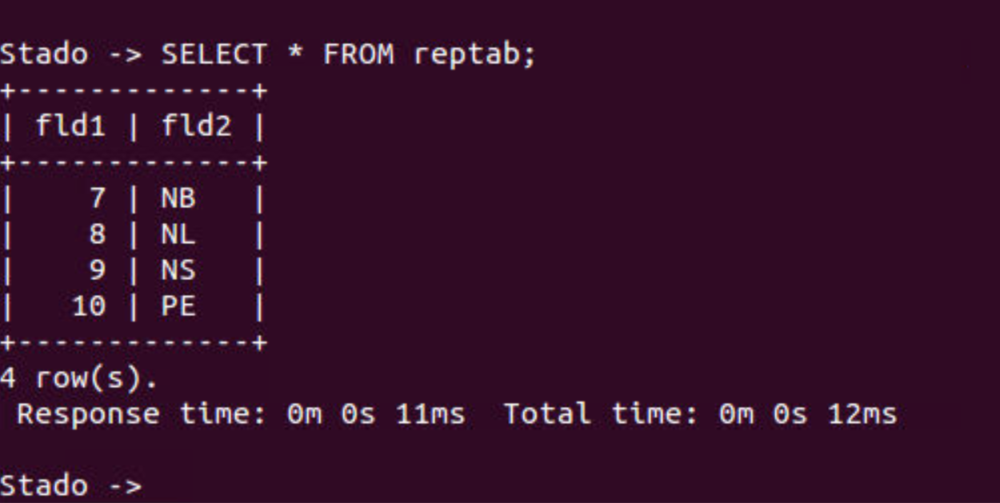 Stado -> SELECT * FROM reptab;
+-------------+
| fld1 | fld2 |
+-------------+
|    7 | NB   |
|    8 | NL   |
|    9 | NS   |
|   10 | PE   |
+-------------+
4 row(s).
 Response time: 0m 0s 11ms  Total time: 0m 0s 12ms
Stado ->